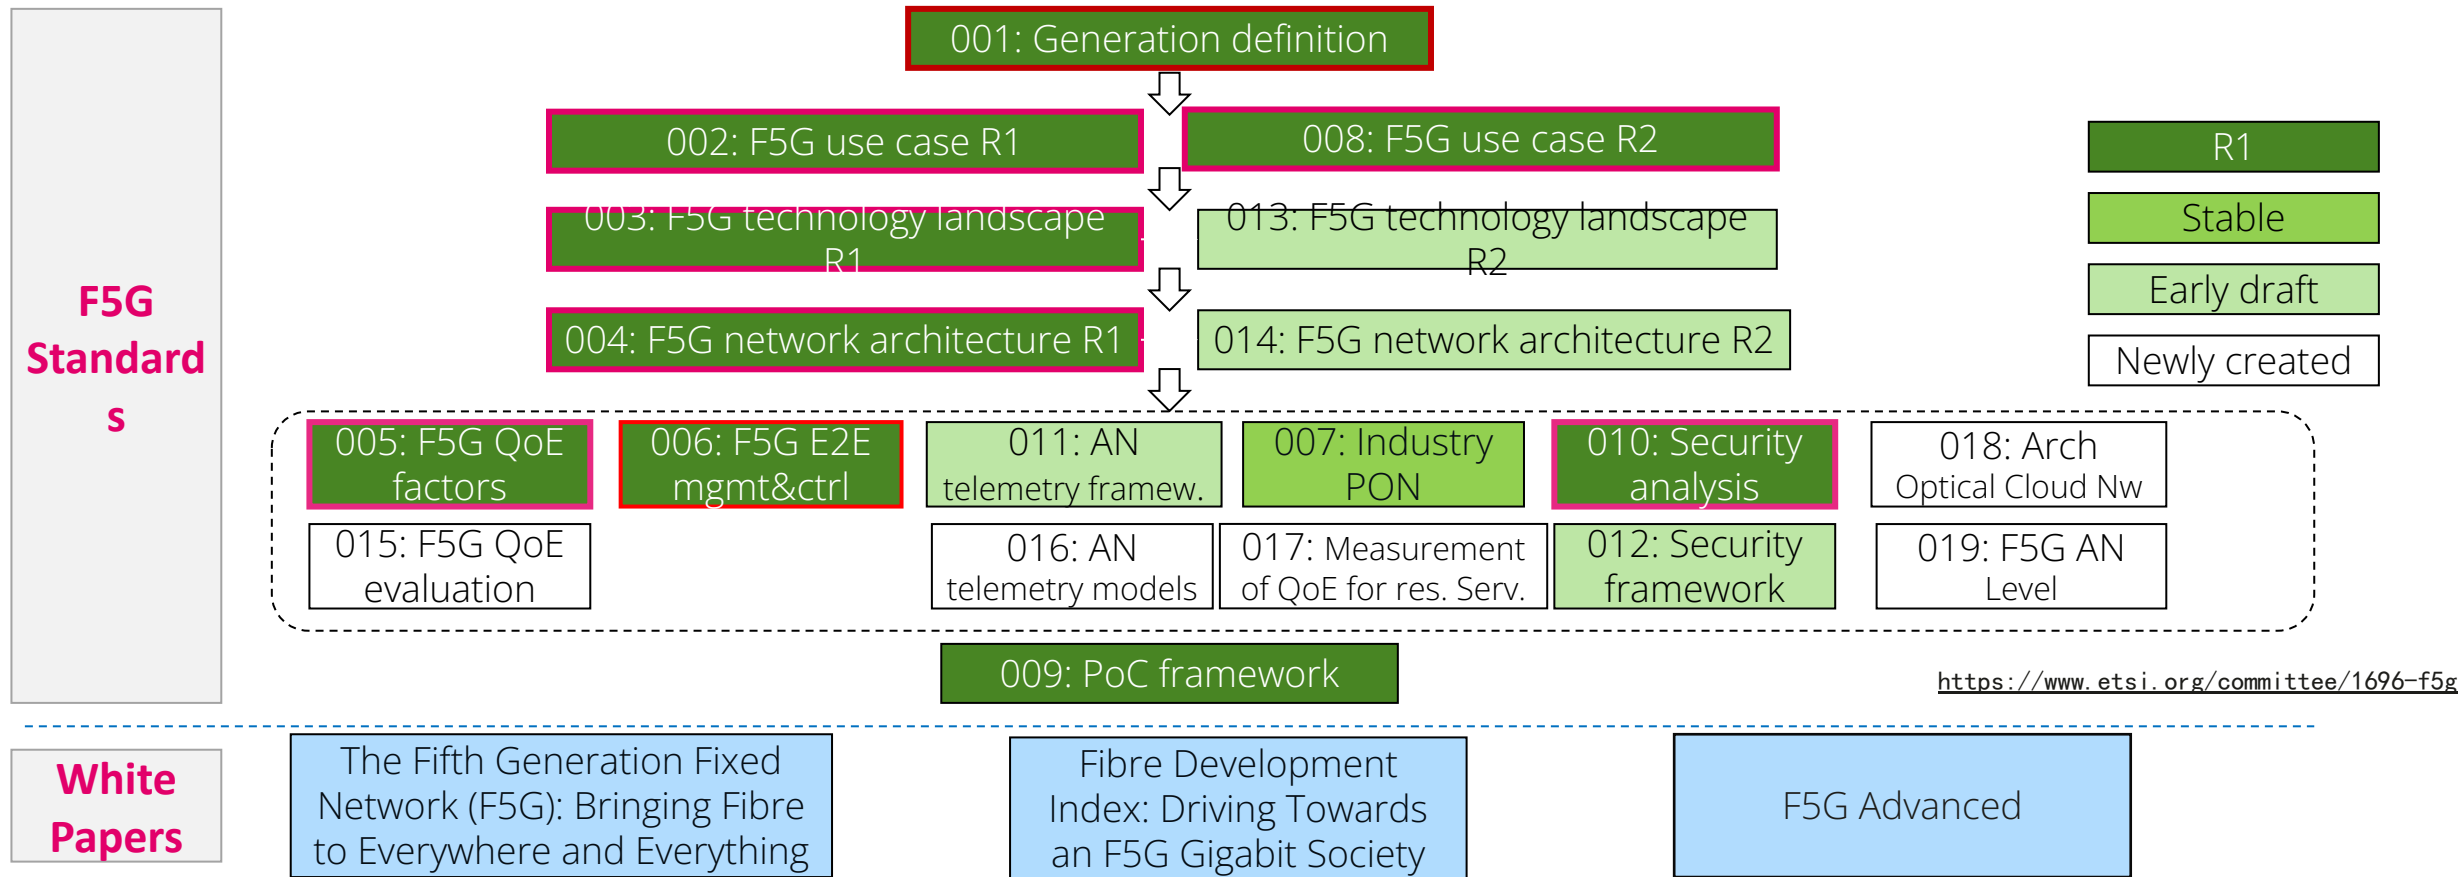 F5G
Standard
s
001: Generation definition
002: F5G use case R1
008: F5G use case R2
003: F5G technology landscape
R1
013: F5G technology landscape
R2
004: F5G network architecture R1
014: F5G network architecture R2
R1
Stable
Early draft
Newly created
005: F5G QoE
factors
006: F5G E2E
mgmt&ctrl
011: AN
telemetry framew.
007: Industry
PON
010: Security
analysis
018: Arch
Optical Cloud Nw
015: F5G QoE
evaluation
016: AN
telemetry models
017: Measurement
of QoE for res. Serv.
012: Security
framework
019: F5G AN
Level
009: PoC framework
https://www.etsi.org/committee/1696-f5g
White
Papers
The Fifth Generation Fixed
Network (F5G): Bringing Fibre
to Everywhere and Everything
Fibre Development
Index: Driving Towards
an F5G Gigabit Society
F5G Advanced